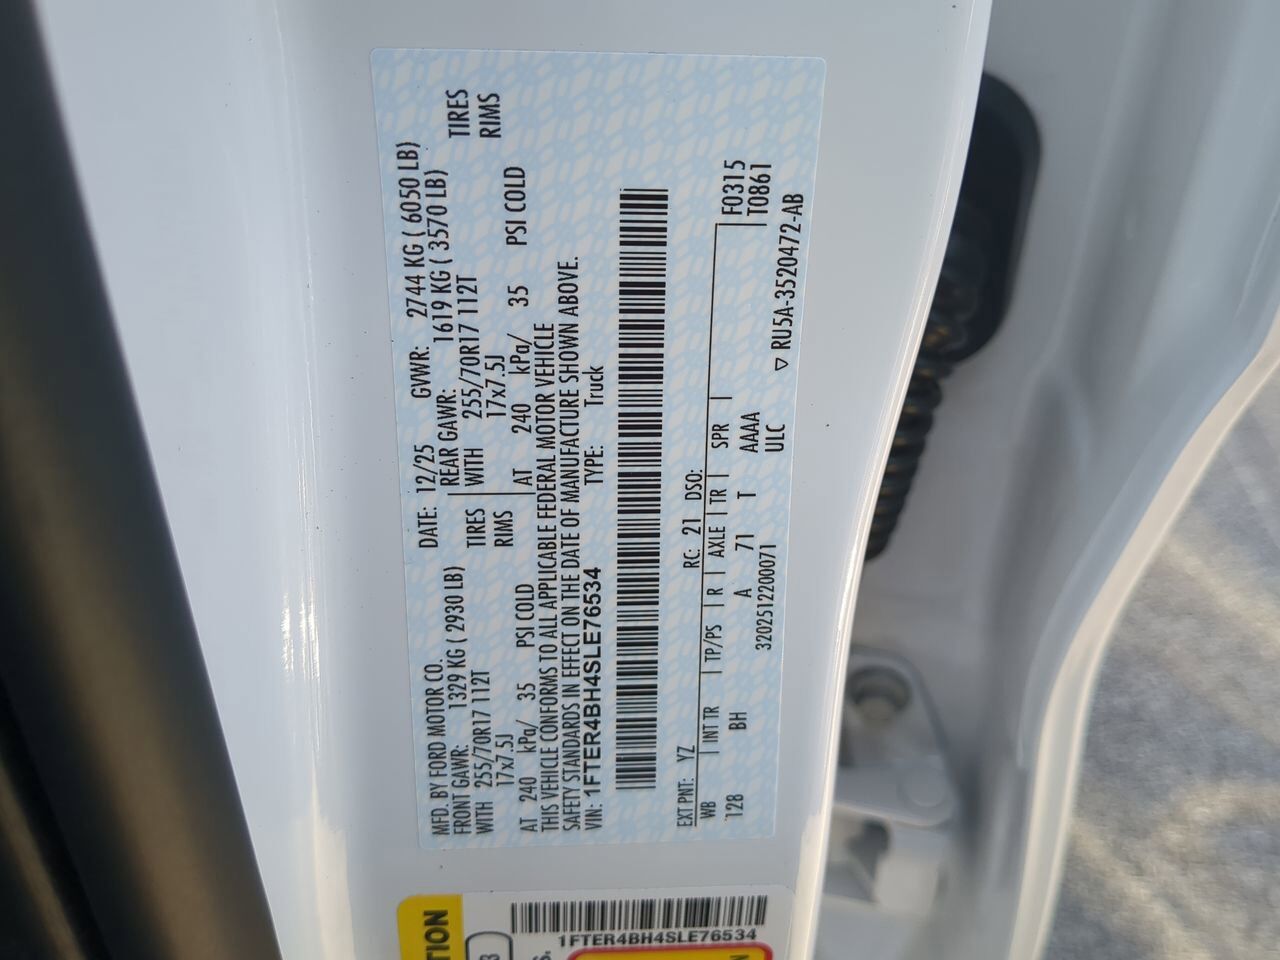 MFD. BY FORD MOTOR CO. DATE: 12/25 GVWR: 2744 KG ( 6050 LB)
FRONT GAWR: 1329 KG ( 2930 LB) REAR GAWR: 1619 KG ( 3570 LB)
WITH 255/70R17 112T TIRES WITH 255/70R17 112T TIRES
17x7.5J RIMS 17x7.5J RIMS
AT 240 kPa/ 35 PSI COLD AT 240 kPa/ 35 PSI COLD
THIS VEHICLE CONFORMS TO ALL APPLICABLE FEDERAL MOTOR VEHICLE
SAFETY STANDARDS IN EFFECT ON THE DATE OF MANUFACTURE SHOWN ABOVE.
VIN: 1FTER4BH4SLE76534 TYPE: Truck
EXT PNT: YZ RC: 21 DSO:
WB INT TR TP/PS R AXLE TR SPR F0315
128 BH A 71 T AAAA T0861
3202512200071 ULC
RU5A-3520472-AB
TION
1FTER4BH4SLE76534